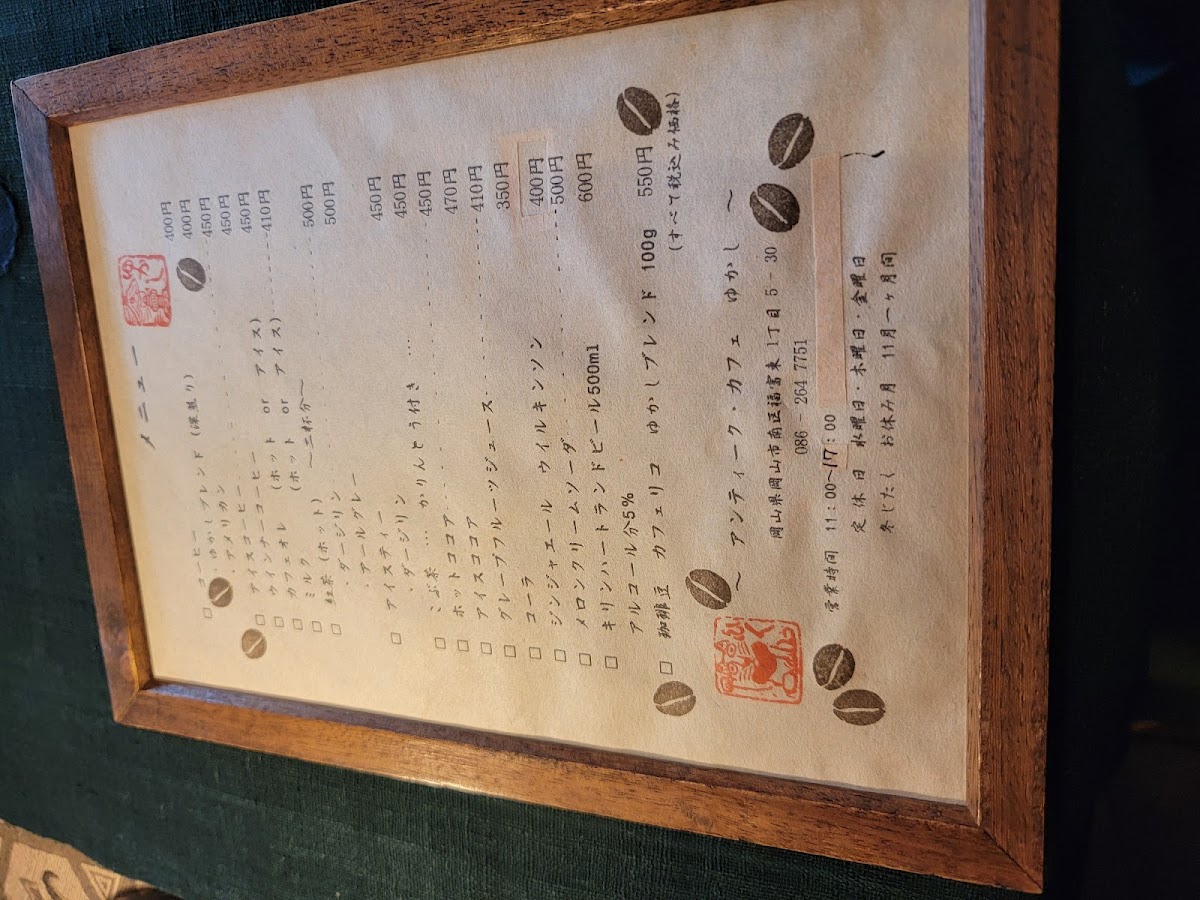 メニュー
ゆかし
□ コーヒー (深煎り)
・ゆかしブレンド 400円
・アメリカン 400円
□ アイスコーヒー 450円
□ ウインナーコーヒー 450円
□ カフェオレ (ホット or アイス) 450円
□ ミルク (ホット or アイス) 410円
□ 紅茶 (ホット)
・ダージリン 500円
・アールグレー 500円
□ アイスティー
・ダージリン 450円
□ こぶ茶 … かりんとう付き … 450円
□ ホットココア 450円
□ アイスココア 470円
□ グレープフルーツジュース 410円
□ コーラ 350円
□ ジンジャエール ウイルキンソン 400円
□ メロンクリームソーダ 500円
□ キリンハートランドビール500ml 600円
アルコール分5%
□ 珈琲豆 カフェリコ ゆかしブレンド 100g 550円
(すべて税込み価格)
～ アンティーク・カフェ ゆかし ～
岡山県岡山市南区福富東1丁目5-30
086-264-7751
営業時間 11:00～17:00
定休日 水曜日・木曜日・金曜日
冬じたく お休み月 11月一ヶ月間